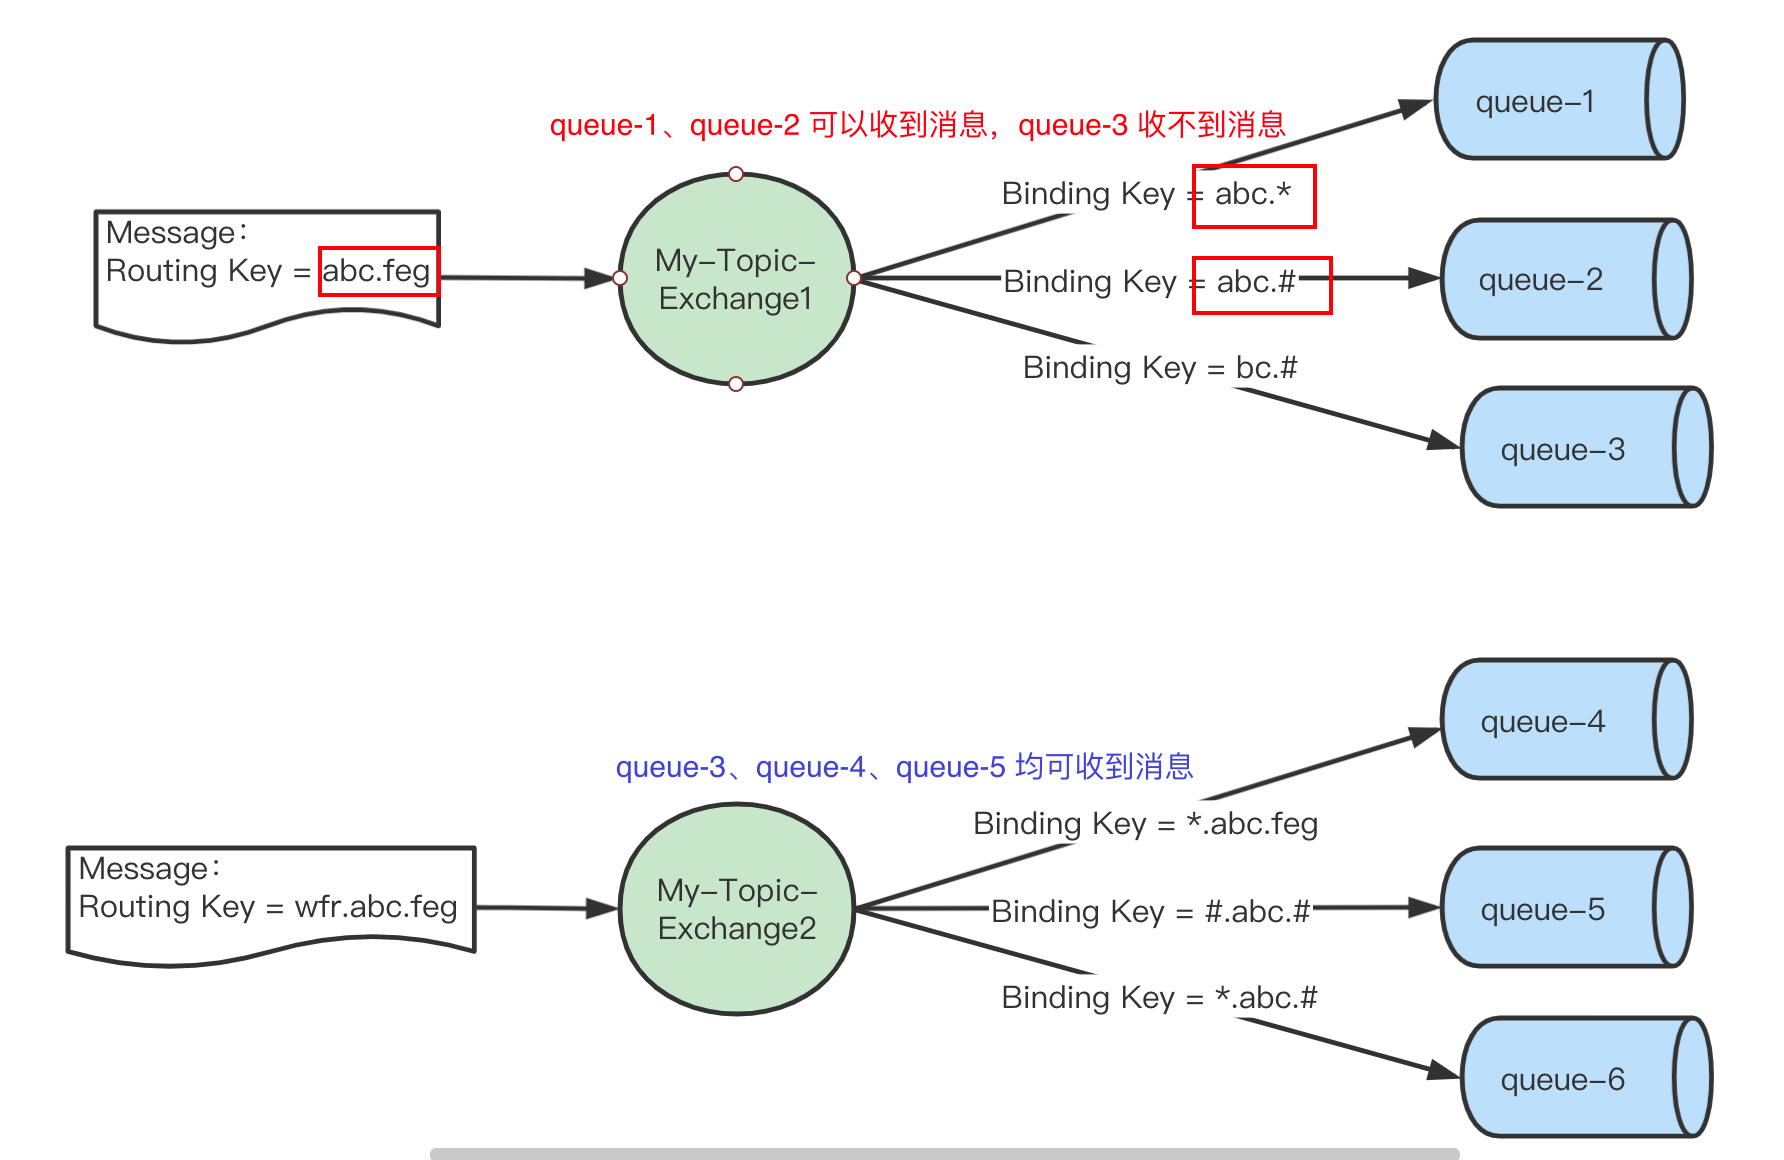 queue-1、queue-2 可以收到消息，queue-3 收不到消息
queue-1
Binding Key = abc.*
Message：
Routing Key = abc.feg
My-Topic-
Exchange1
Binding Key = abc.#
queue-2
Binding Key = bc.#
queue-3
queue-3、queue-4、queue-5 均可收到消息
queue-4
Binding Key = *.abc.feg
Message：
Routing Key = wfr.abc.feg
My-Topic-
Exchange2
Binding Key = #.abc.#
queue-5
Binding Key = *.abc.#
queue-6